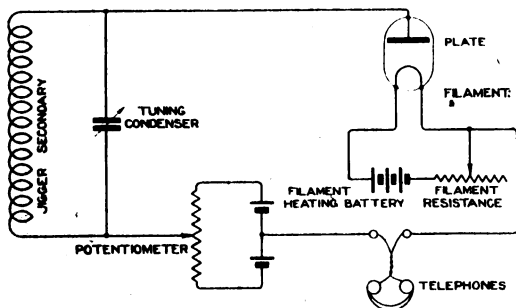 PLATE
FILAMENT:
TUNING
CONDENSER
JIGGER SECONDARY
FILAMENT
HEATING BATTERY
FILAMENT
RESISTANCE
POTENTIOMETER
TELEPHONES